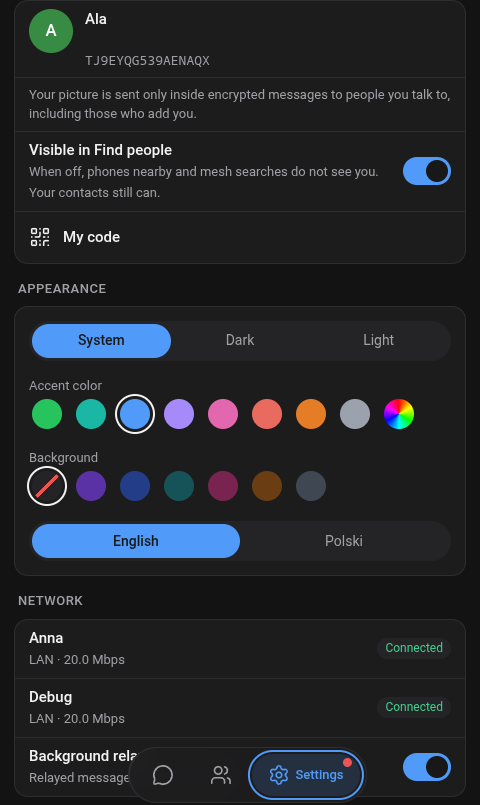 A
Ala
TJ9EYQG539AENAQX
Your picture is sent only inside encrypted messages to people you talk to,
including those who add you.
Visible in Find people
When off, phones nearby and mesh searches do not see you.
Your contacts still can.
My code
APPEARANCE
System Dark Light
Accent color
Background
English Polski
NETWORK
Anna
LAN · 20.0 Mbps
Connected
Debug
LAN · 20.0 Mbps
Connected
Background rela
Relayed message
Settings